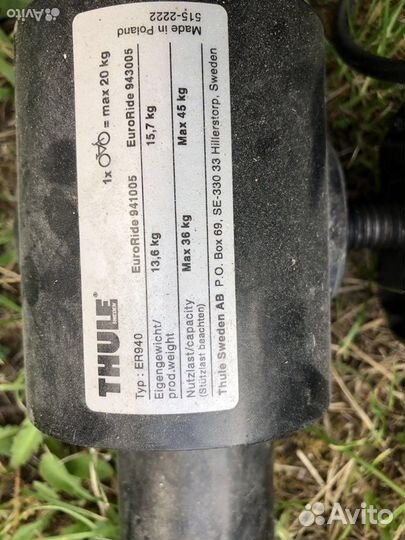 THULE
SWEDEN
1x = max 20 kg
Typ: ER940 EuroRide 941005 EuroRide 943005
Eigengewicht/
prod.weight 13,6 kg 15,7 kg
Nutzlast/capacity Max 36 kg Max 45 kg
(Stützlast beachten)
Thule Sweden AB P.O. Box 69, SE-330 33 Hillerstorp, Sweden
Made in Poland
515-2222
Avito
Avito